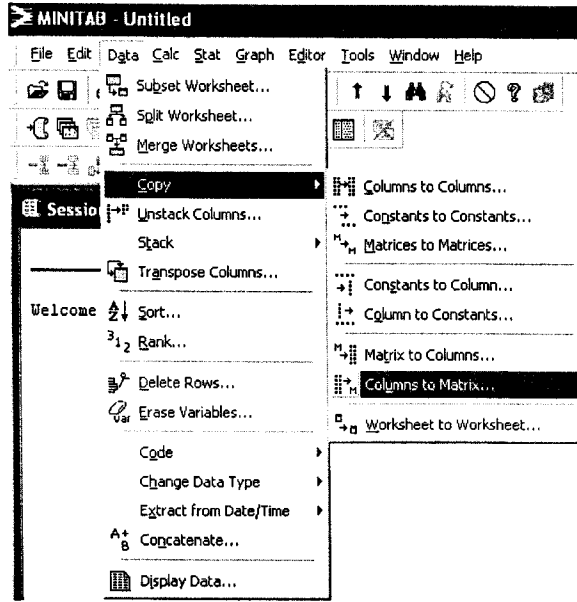 MINITAB - Untitled
File Edit Data Calc Stat Graph Editor Tools Window Help
Subset Worksheet...
Split Worksheet...
Merge Worksheets...
Copy
Unstack Columns...
Stack
Transpose Columns...
Sort...
Rank...
Delete Rows...
Erase Variables...
Code
Change Data Type
Extract from Date/Time
Concatenate...
Display Data...
Columns to Columns...
Constants to Constants...
Matrices to Matrices...
Constants to Column...
Column to Constants...
Matrix to Columns...
Columns to Matrix...
Worksheet to Worksheet...
Sessio
Welcome